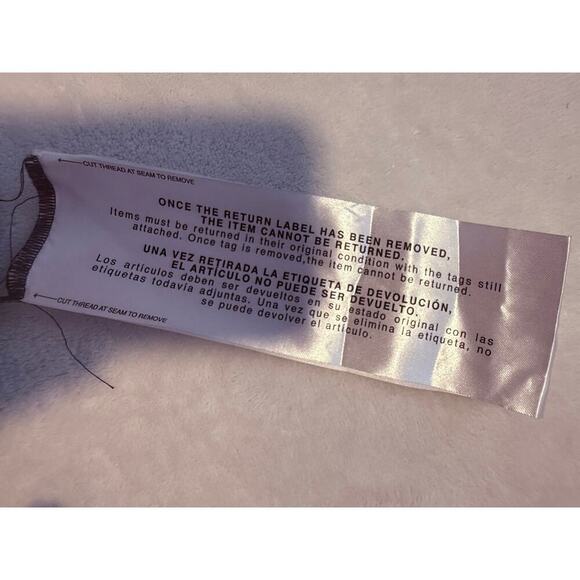 CUT THREAD AT SEAM TO REMOVE
ONCE THE RETURN LABEL HAS BEEN REMOVED,
THE ITEM CANNOT BE RETURNED.
Items must be returned in their original condition with the tags still
attached. Once tag is removed,the item cannot be returned.
UNA VEZ RETIRADA LA ETIQUETA DE DEVOLUCIÓN,
EL ARTÍCULO NO PUEDE SER DEVUELTO.
Los artículos deben ser devueltos en su estado original con las
etiquetas todavía adjuntas. Una vez que se elimina la etiqueta, no
se puede devolver el artículo.
CUT THREAD AT SEAM TO REMOVE